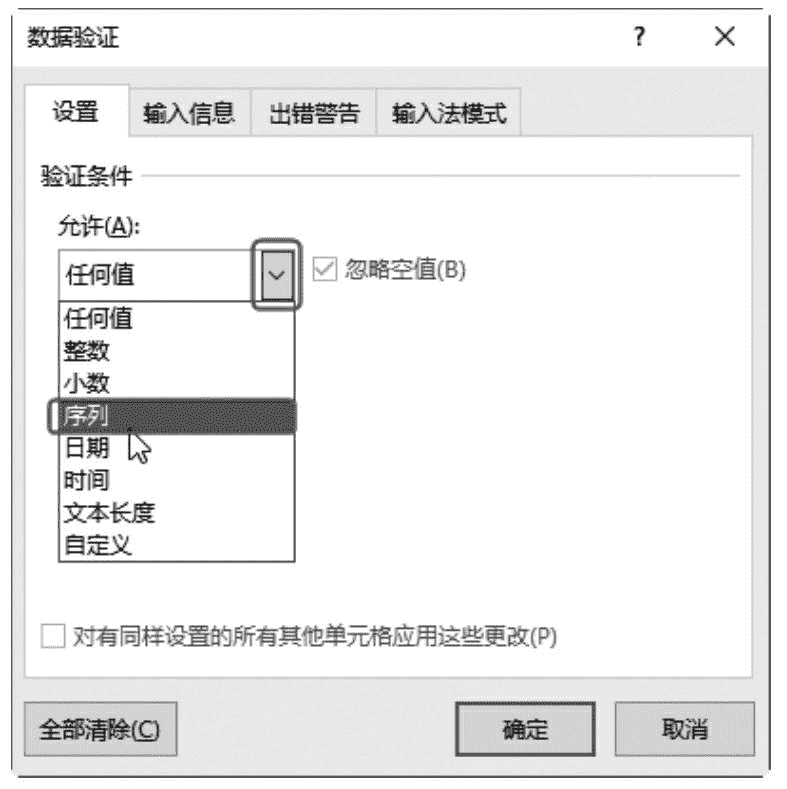 数据验证 ? ×
设置 输入信息 出错警告 输入法模式
验证条件
允许(A):
任何值 忽略空值(B)
任何值
整数
小数
序列
日期
时间
文本长度
自定义
对有同样设置的所有其他单元格应用这些更改(P)
全部清除(C) 确定 取消